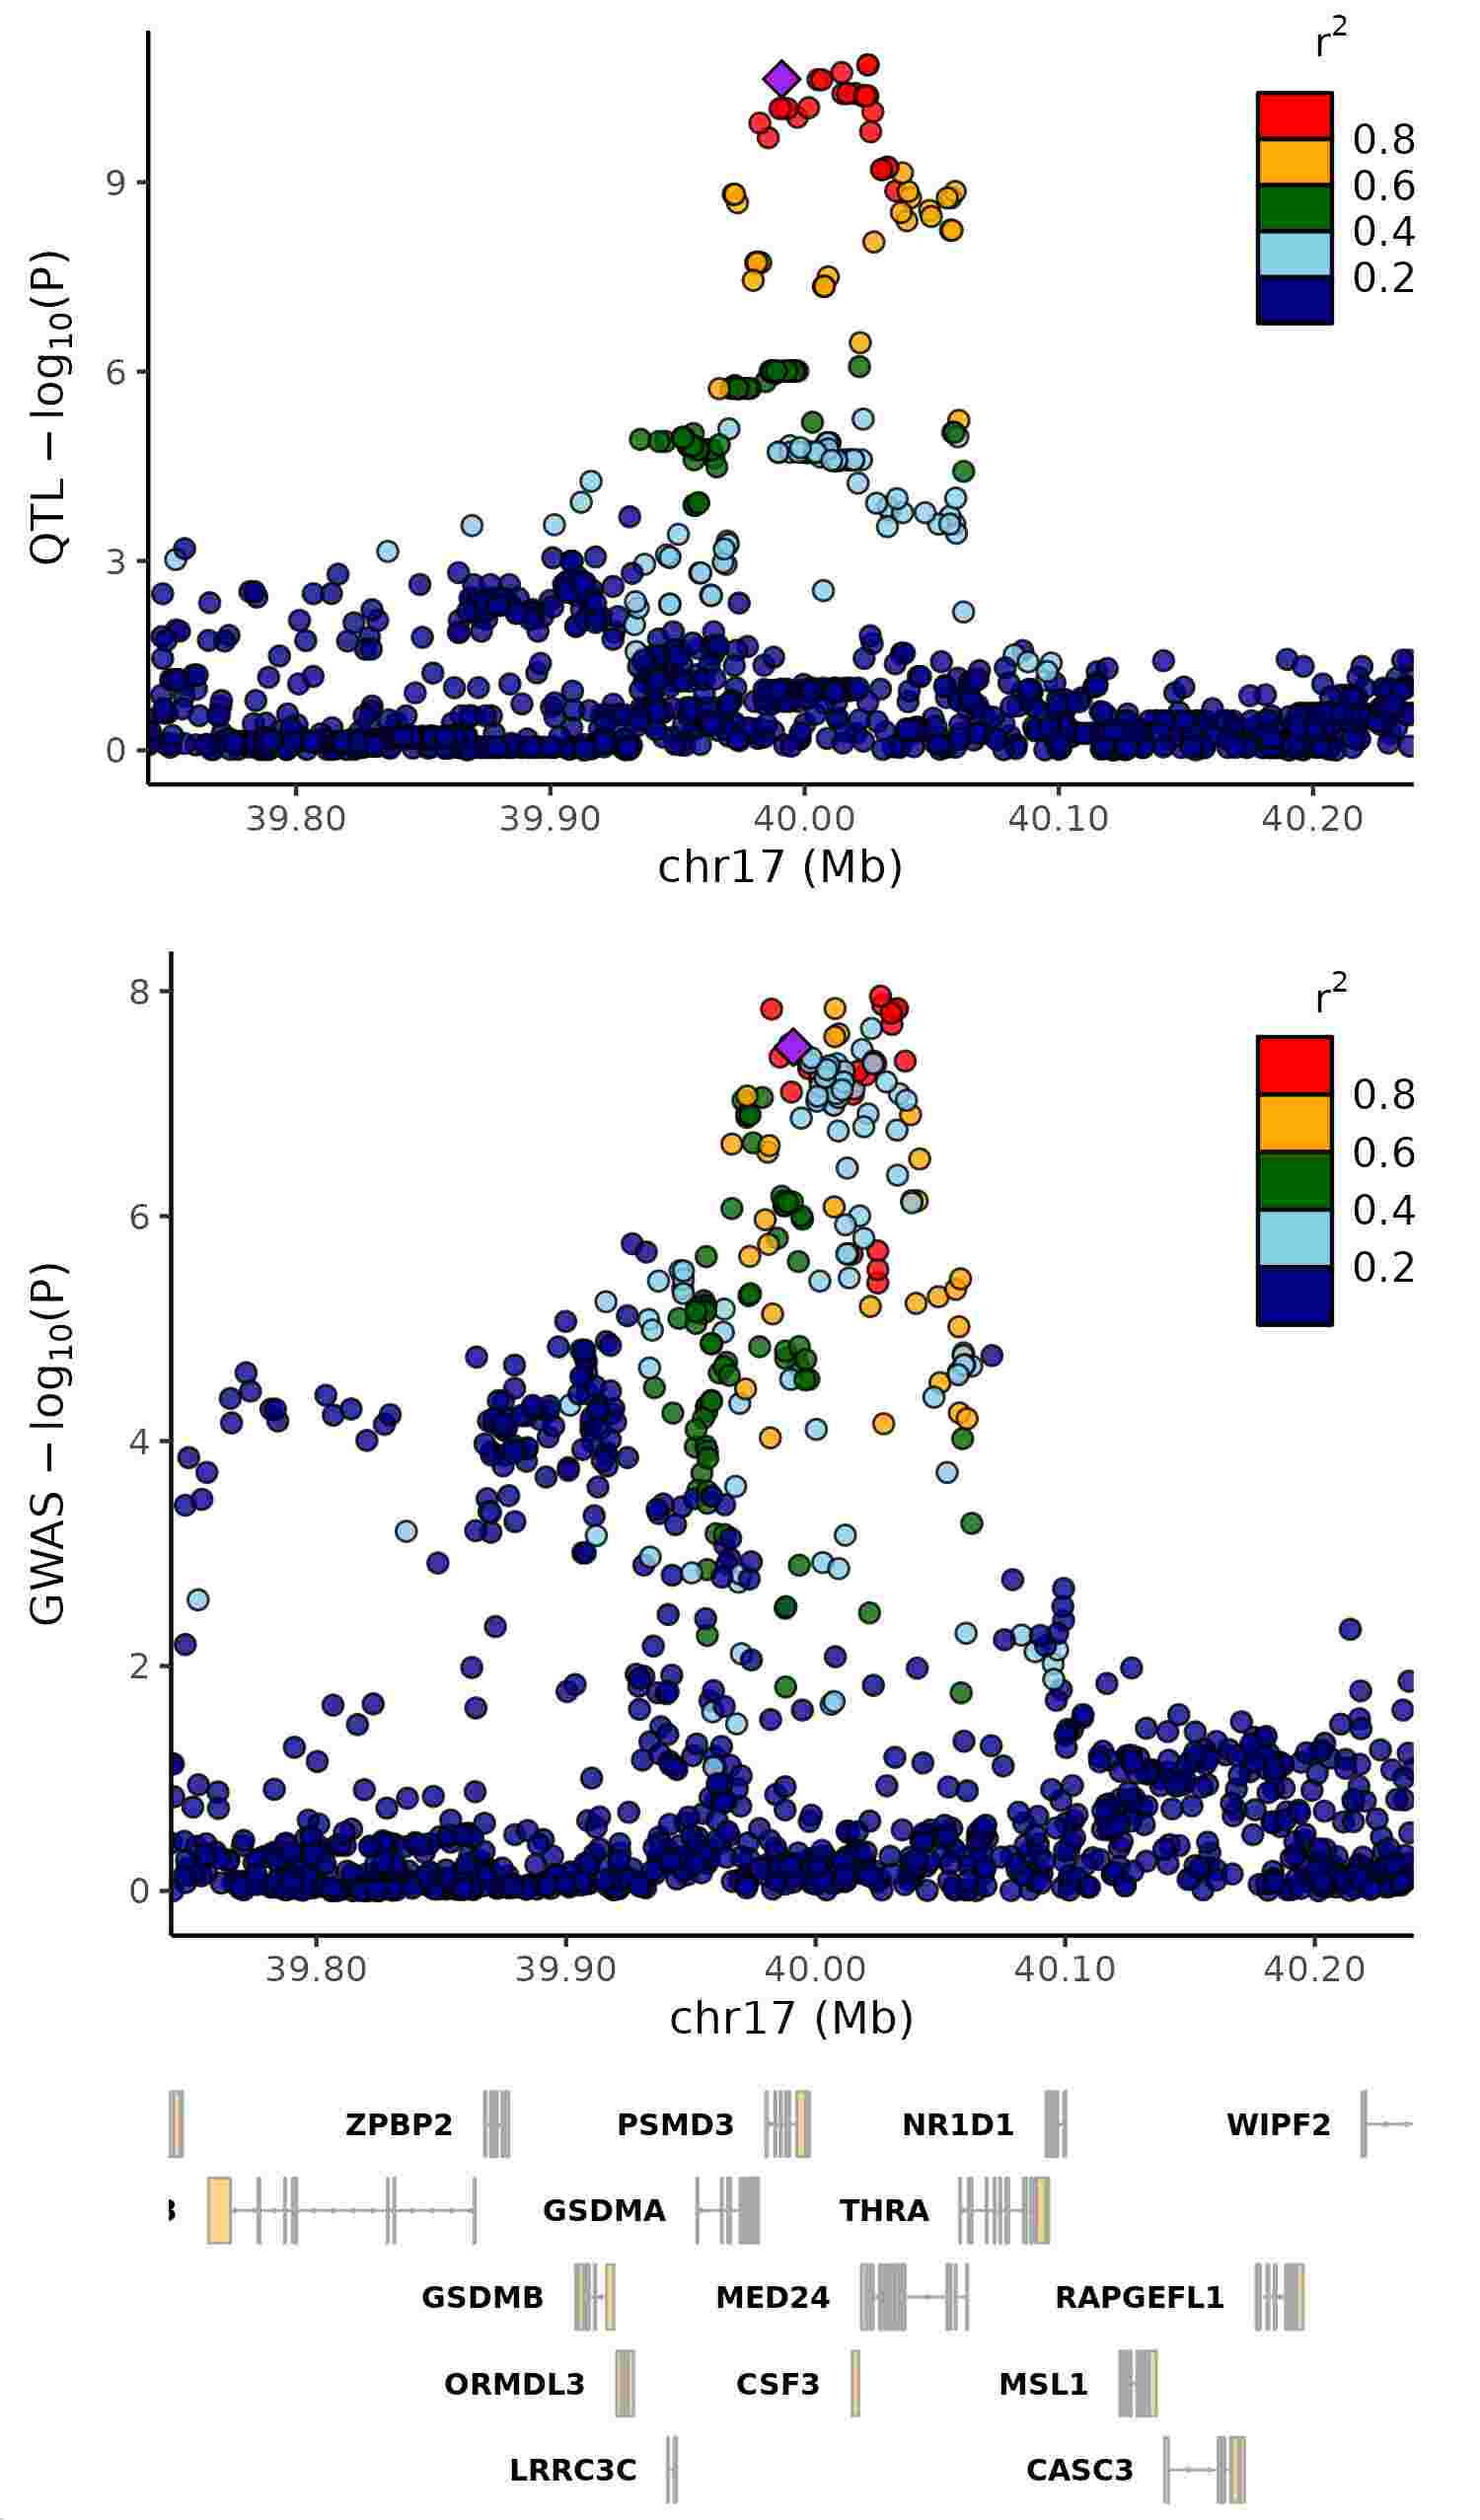 r²
0.8
0.6
0.4
0.2
QTL − log₁₀(P)
9
6
3
0
39.80 39.90 40.00 40.10 40.20
chr17 (Mb)
r²
0.8
0.6
0.4
0.2
GWAS − log₁₀(P)
8
6
4
2
0
39.80 39.90 40.00 40.10 40.20
chr17 (Mb)
ZPBP2 PSMD3 NR1D1 WIPF2
GSDMA THRA
GSDMB MED24 RAPGEFL1
ORMDL3 CSF3 MSL1
LRRC3C CASC3